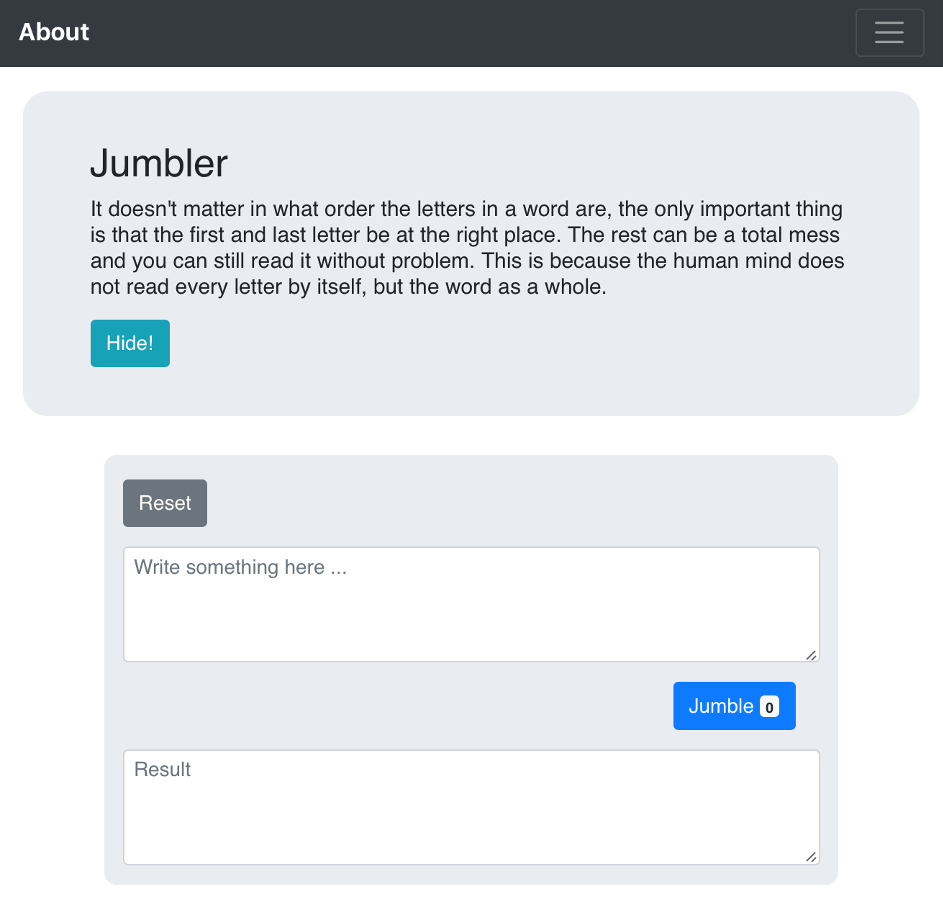 About
Jumbler
It doesn't matter in what order the letters in a word are, the only important thing
is that the first and last letter be at the right place. The rest can be a total mess
and you can still read it without problem. This is because the human mind does
not read every letter by itself, but the word as a whole.
Hide!
Reset
Write something here ...
Jumble 0
Result